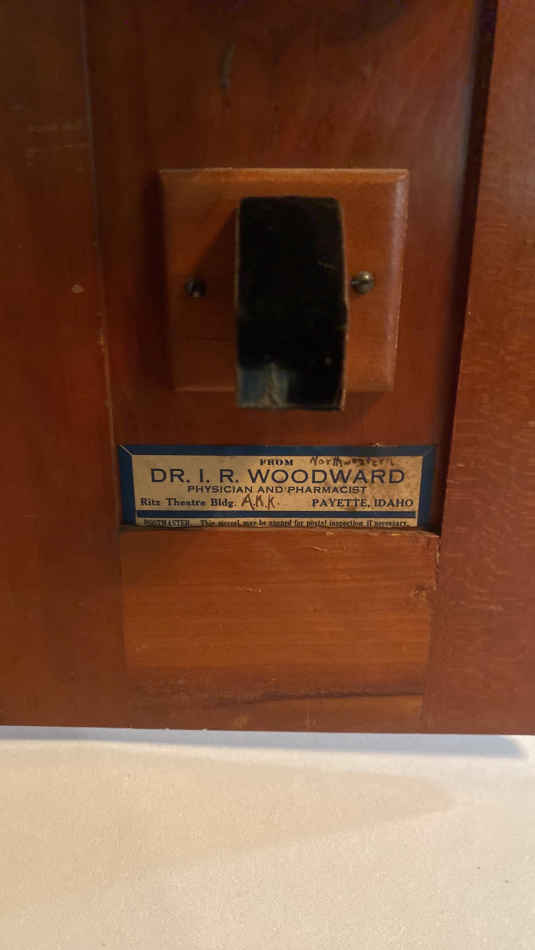 FROM Northwestern
DR. I. R. WOODWARD
PHYSICIAN AND PHARMACIST
Ritz Theatre Bldg. A.K.K. PAYETTE, IDAHO
POSTMASTER This parcel may be opened for postal inspection if necessary.